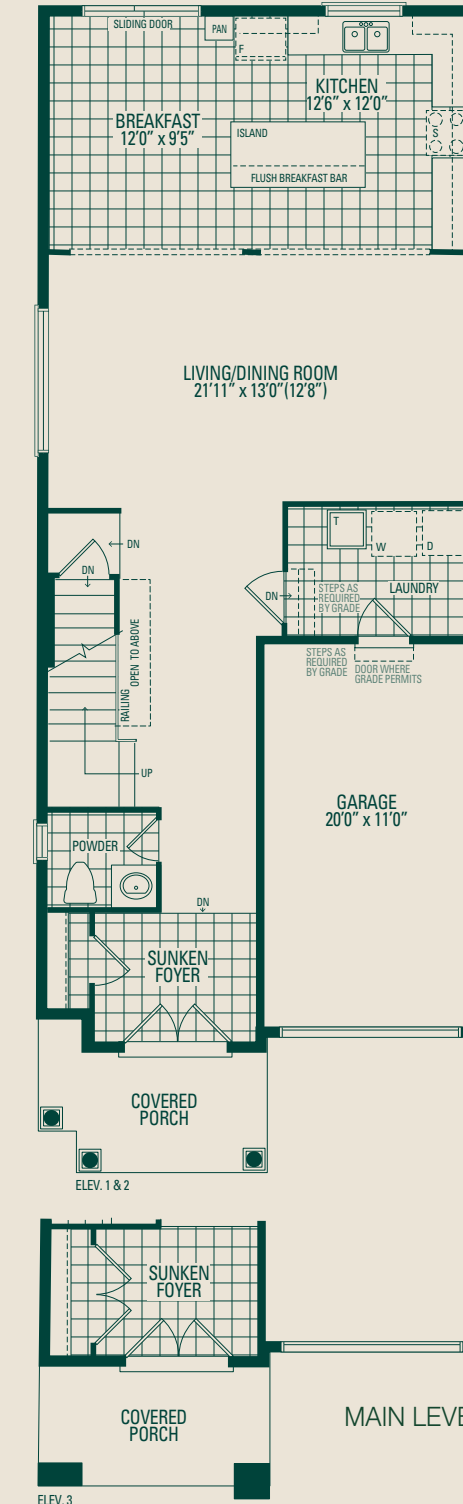 SLIDING DOOR
PAN
F
KITCHEN
12'6" x 12'0"
BREAKFAST
12'0" x 9'5"
ISLAND
S
FLUSH BREAKFAST BAR
LIVING/DINING ROOM
21'11" x 13'0"(12'8")
T
W
D
DN
DN
DN
STEPS AS
REQUIRED
BY GRADE
LAUNDRY
RAILING
OPEN TO ABOVE
STEPS AS
REQUIRED
BY GRADE
DOOR WHERE
GRADE PERMITS
UP
GARAGE
20'0" x 11'0"
POWDER
DN
SUNKEN
FOYER
COVERED
PORCH
ELEV. 1 & 2
SUNKEN
FOYER
COVERED
PORCH
MAIN LEVE
ELEV. 3